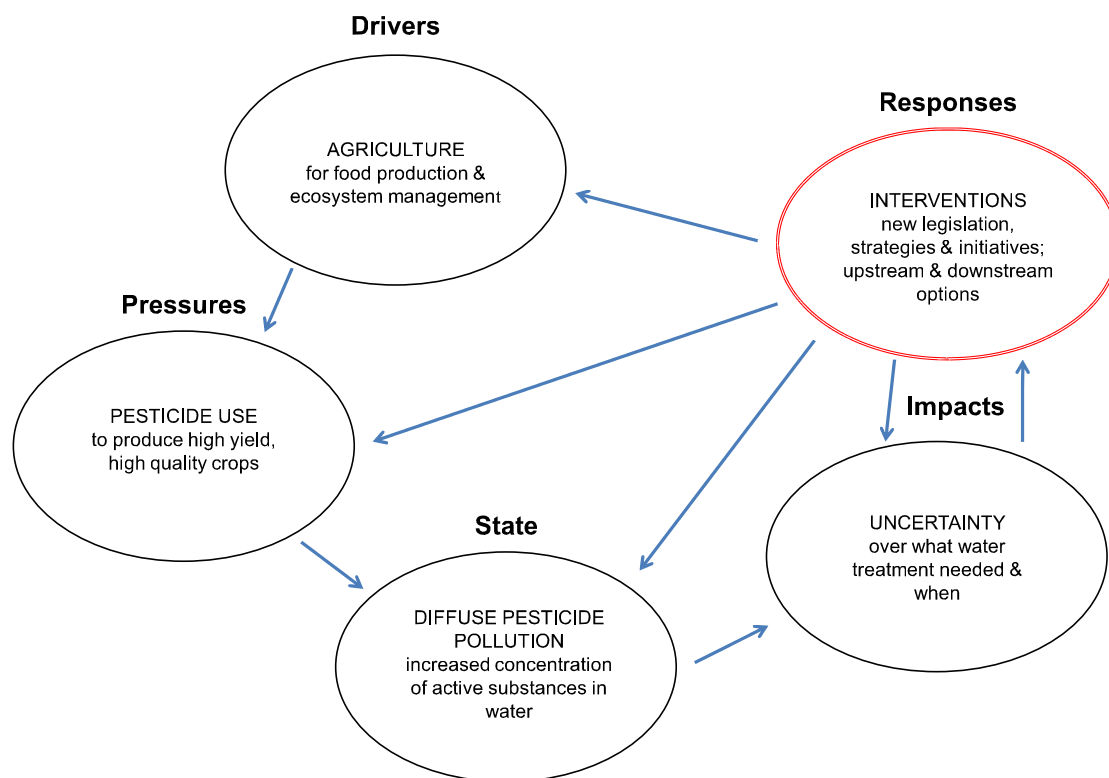 Drivers
AGRICULTURE
for food production &
ecosystem management
Responses
INTERVENTIONS
new legislation,
strategies & initiatives;
upstream & downstream
options
Pressures
PESTICIDE USE
to produce high yield,
high quality crops
Impacts
UNCERTAINTY
over what water
treatment needed &
when
State
DIFFUSE PESTICIDE
POLLUTION
increased concentration
of active substances in
water